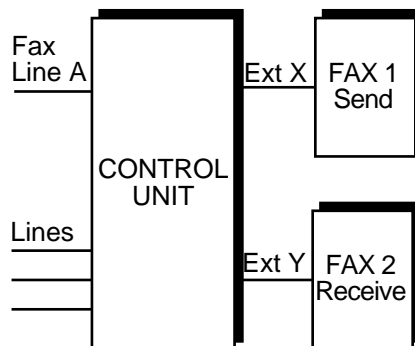 Fax
Line A
Ext X
FAX 1
Send
CONTROL
UNIT
Lines
Ext Y
FAX 2
Receive